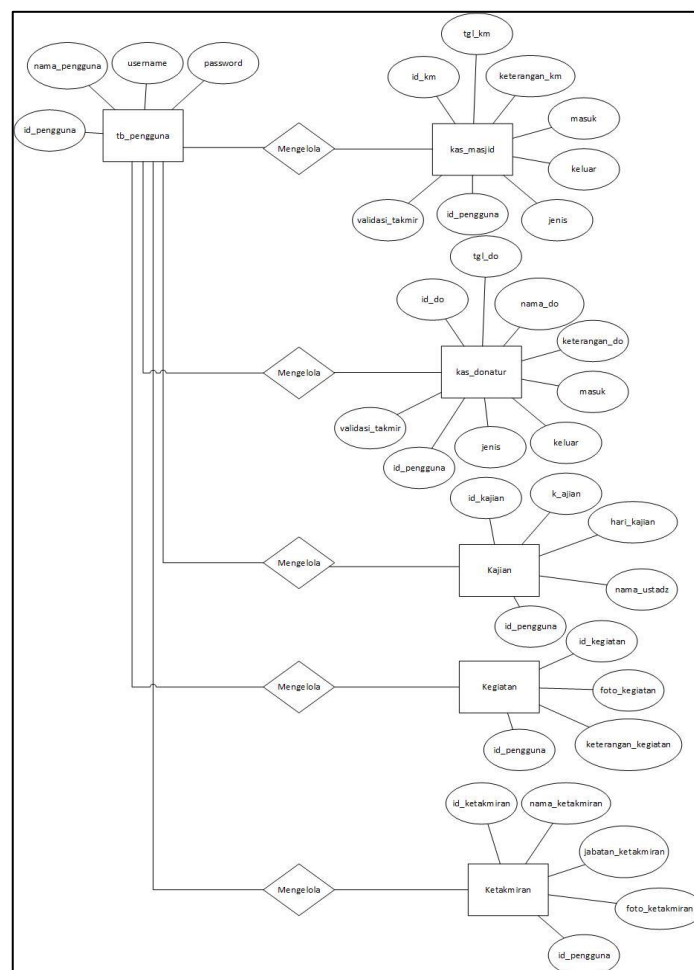 tgl_km
nama_pengguna
username
password
id_km
keterangan_km
masuk
id_pengguna
tb_pengguna
Mengelola
kas_masjid
keluar
validasi_takmir
id_pengguna
jenis
tgl_do
id_do
nama_do
keterangan_do
Mengelola
kas_donatur
masuk
validasi_takmir
jenis
keluar
id_pengguna
id_kajian
k_ajian
hari_kajian
Mengelola
Kajian
nama_ustadz
id_pengguna
id_kegiatan
Mengelola
Kegiatan
foto_kegiatan
id_pengguna
keterangan_kegiatan
id_ketakmiran
nama_ketakmiran
jabatan_ketakmiran
Mengelola
Ketakmiran
foto_ketakmiran
id_pengguna